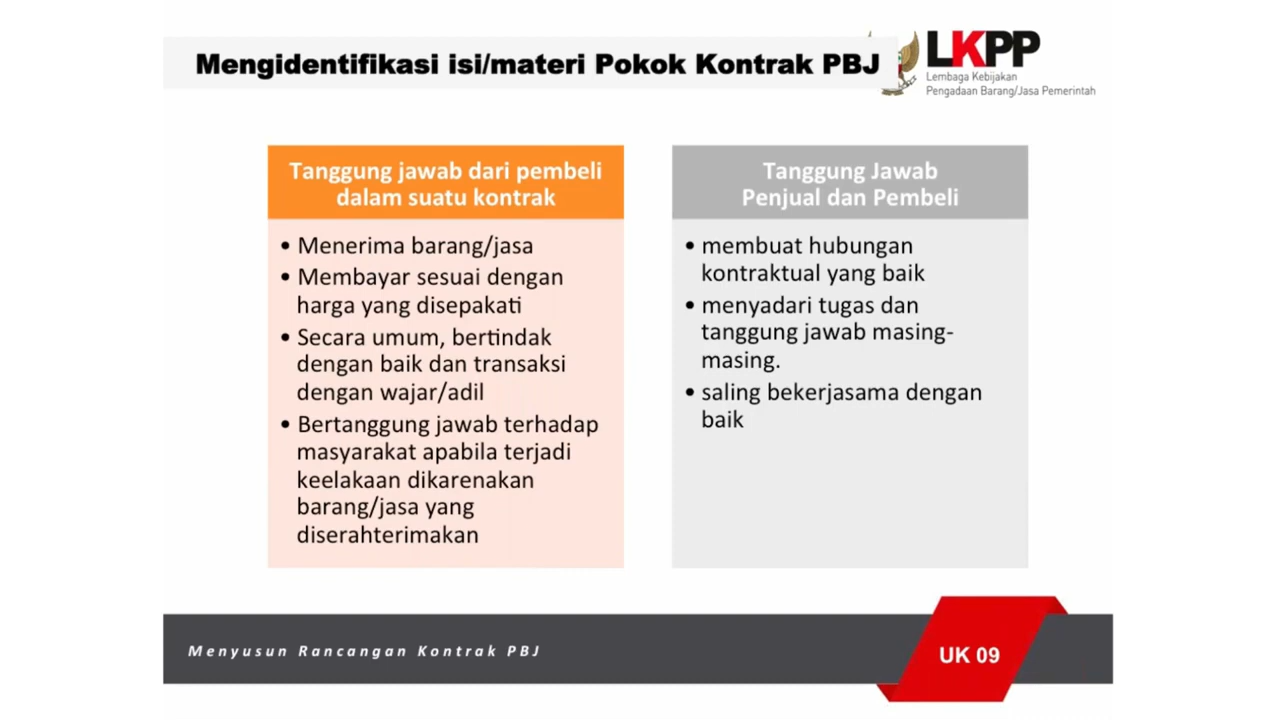 Mengidentifikasi isi/materi Pokok Kontrak PBJ
LKPP
Lembaga Kebijakan
Pengadaan Barang/Jasa Pemerintah
Tanggung jawab dari pembeli
dalam suatu kontrak
• Menerima barang/jasa
• Membayar sesuai dengan
harga yang disepakati
• Secara umum, bertindak
dengan baik dan transaksi
dengan wajar/adil
• Bertanggung jawab terhadap
masyarakat apabila terjadi
keelakaan dikarenakan
barang/jasa yang
diserahterimakan
Tanggung Jawab
Penjual dan Pembeli
• membuat hubungan
kontraktual yang baik
• menyadari tugas dan
tanggung jawab masing-
masing.
• saling bekerjasama dengan
baik
Menyusun Rancangan Kontrak PBJ
UK 09